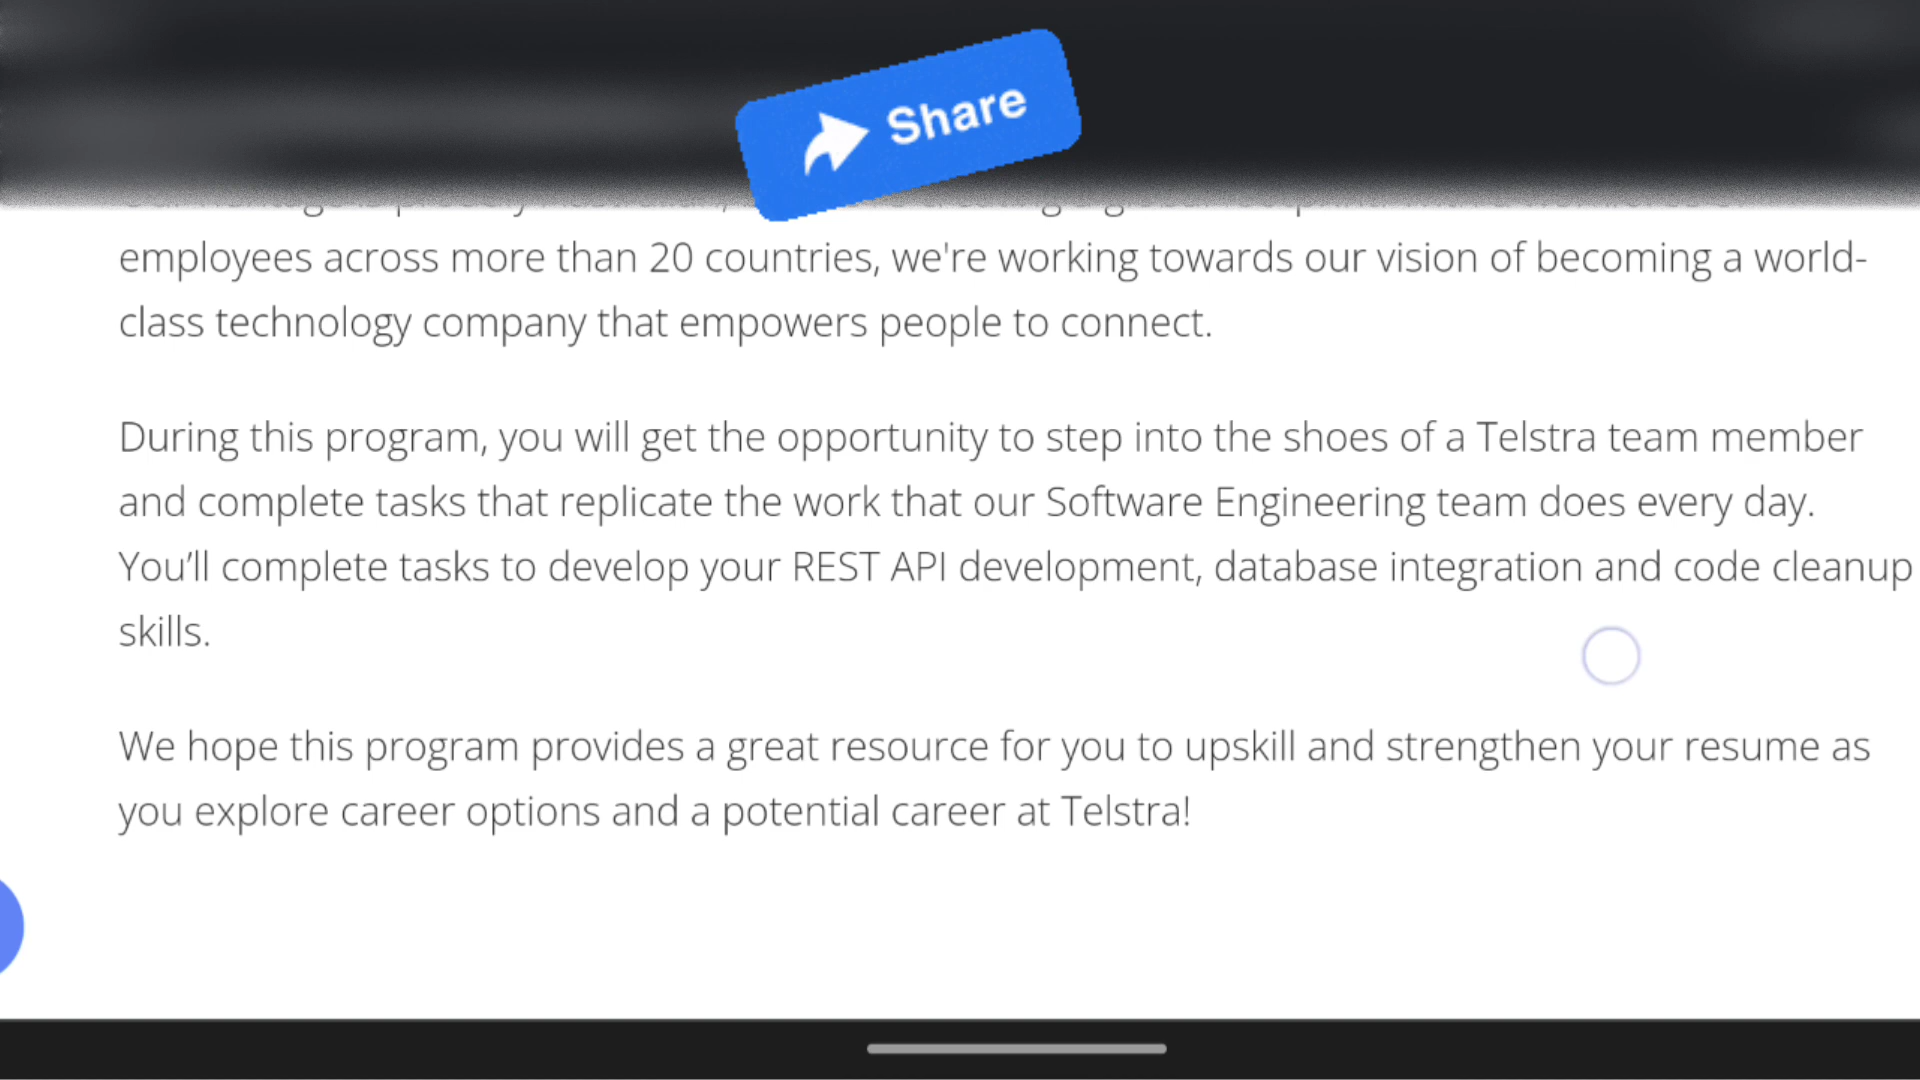 Share
employees across more than 20 countries, we're working towards our vision of becoming a world-
class technology company that empowers people to connect.
During this program, you will get the opportunity to step into the shoes of a Telstra team member
and complete tasks that replicate the work that our Software Engineering team does every day.
You’ll complete tasks to develop your REST API development, database integration and code cleanup
skills.
We hope this program provides a great resource for you to upskill and strengthen your resume as
you explore career options and a potential career at Telstra!